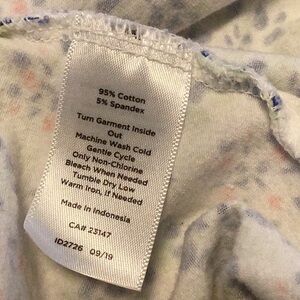 95% Cotton
5% Spandex
Turn Garment Inside
Out
Machine Wash Cold
Gentle Cycle
Only Non-Chlorine
Bleach When Needed
Tumble Dry Low
Warm Iron, if Needed
Made in Indonesia
CA# 23147
ID2726 09/19